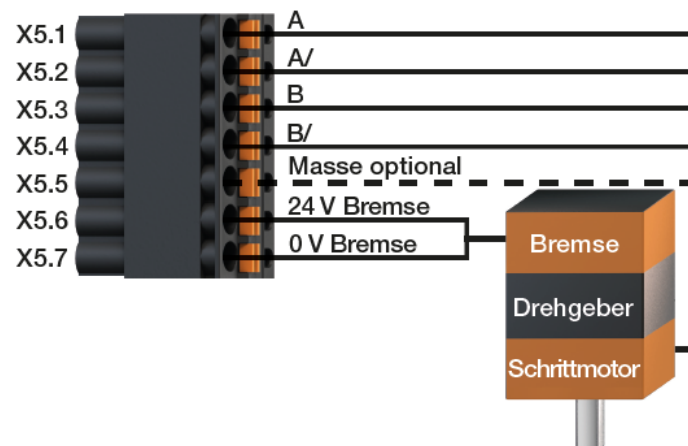 X5.1 A
X5.2 A/
X5.3 B
X5.4 B/
X5.5 Masse optional
X5.6 24 V Bremse
X5.7 0 V Bremse
Bremse
Drehgeber
Schrittmotor